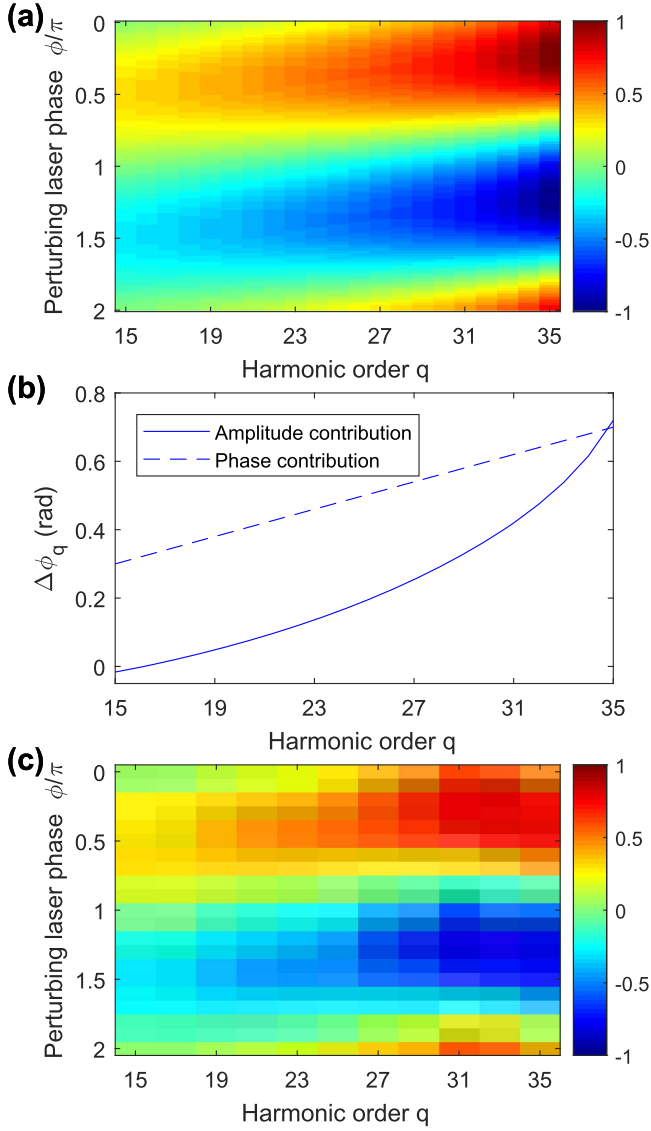 (a)
0
0.5
1
1.5
2
Perturbing laser phase ϕ/π
15 19 23 27 31 35
Harmonic order q
1
0.5
0
-0.5
-1
(b)
0.8
0.6
0.4
0.2
0
Δϕq (rad)
Amplitude contribution
Phase contribution
15 19 23 27 31 35
Harmonic order q
(c)
0
0.5
1
1.5
2
Perturbing laser phase ϕ/π
15 19 23 27 31 35
Harmonic order q
1
0.5
0
-0.5
-1